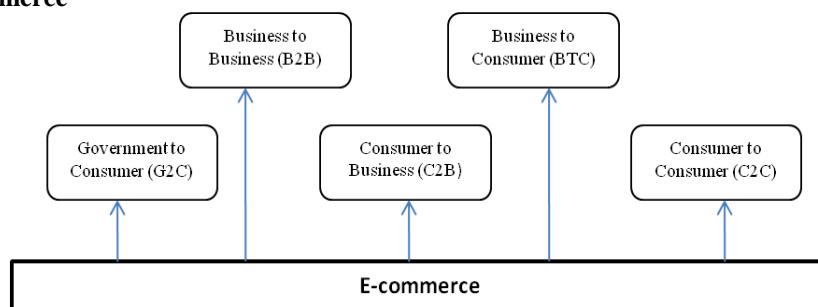 merce
Business to
Business (B2B)
Business to
Consumer (BTC)
Government to
Consumer (G2C)
Consumer to
Business (C2B)
Consumer to
Consumer (C2C)
E-commerce